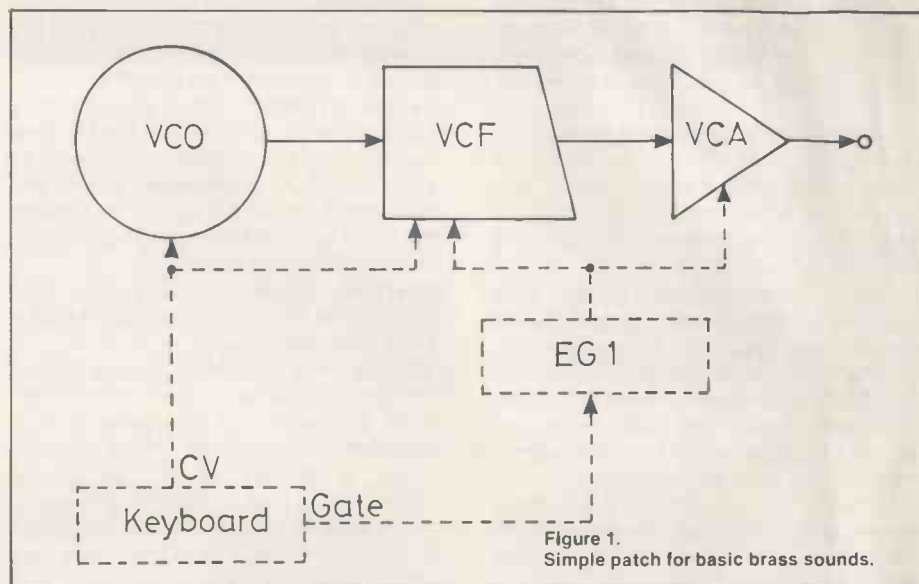 VCO
VCF
VCA
EG 1
CV
Keyboard
Gate
Figure 1.
Simple patch for basic brass sounds.